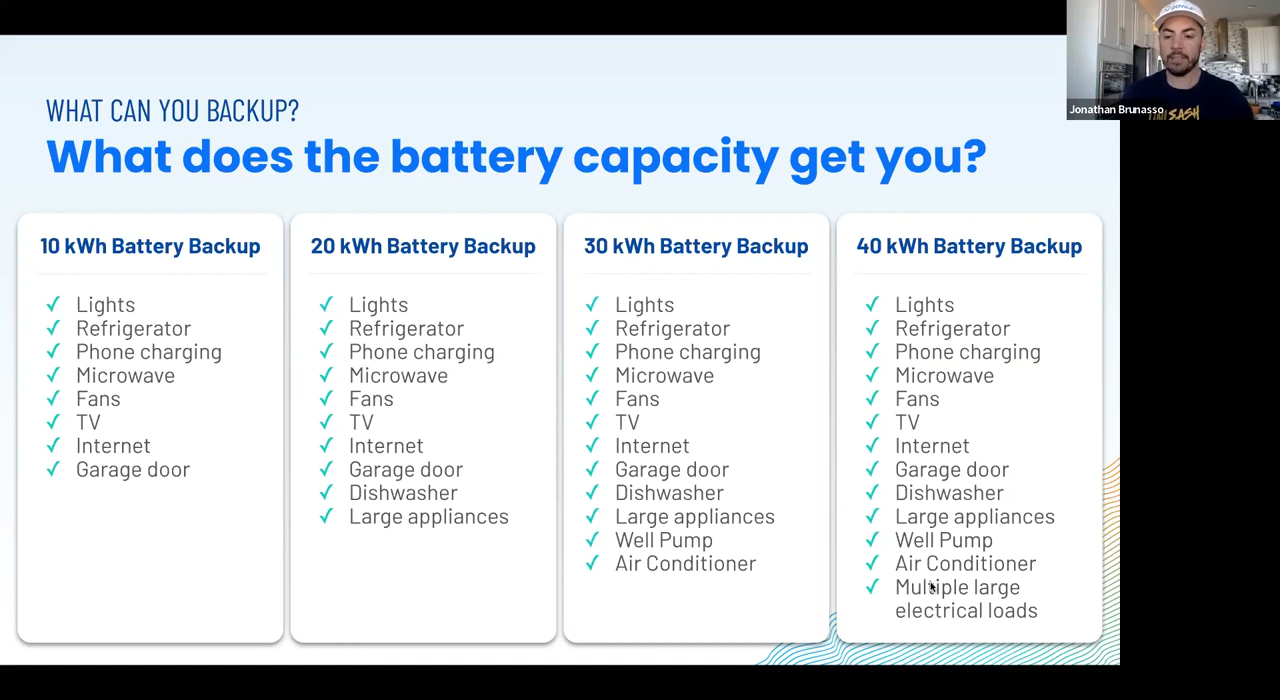 Jonathan Brunasso
WHAT CAN YOU BACKUP?
What does the battery capacity get you?
10 kWh Battery Backup
Lights
Refrigerator
Phone charging
Microwave
Fans
TV
Internet
Garage door
20 kWh Battery Backup
Lights
Refrigerator
Phone charging
Microwave
Fans
TV
Internet
Garage door
Dishwasher
Large appliances
30 kWh Battery Backup
Lights
Refrigerator
Phone charging
Microwave
Fans
TV
Internet
Garage door
Dishwasher
Large appliances
Well Pump
Air Conditioner
40 kWh Battery Backup
Lights
Refrigerator
Phone charging
Microwave
Fans
TV
Internet
Garage door
Dishwasher
Large appliances
Well Pump
Air Conditioner
Multiple large
electrical loads